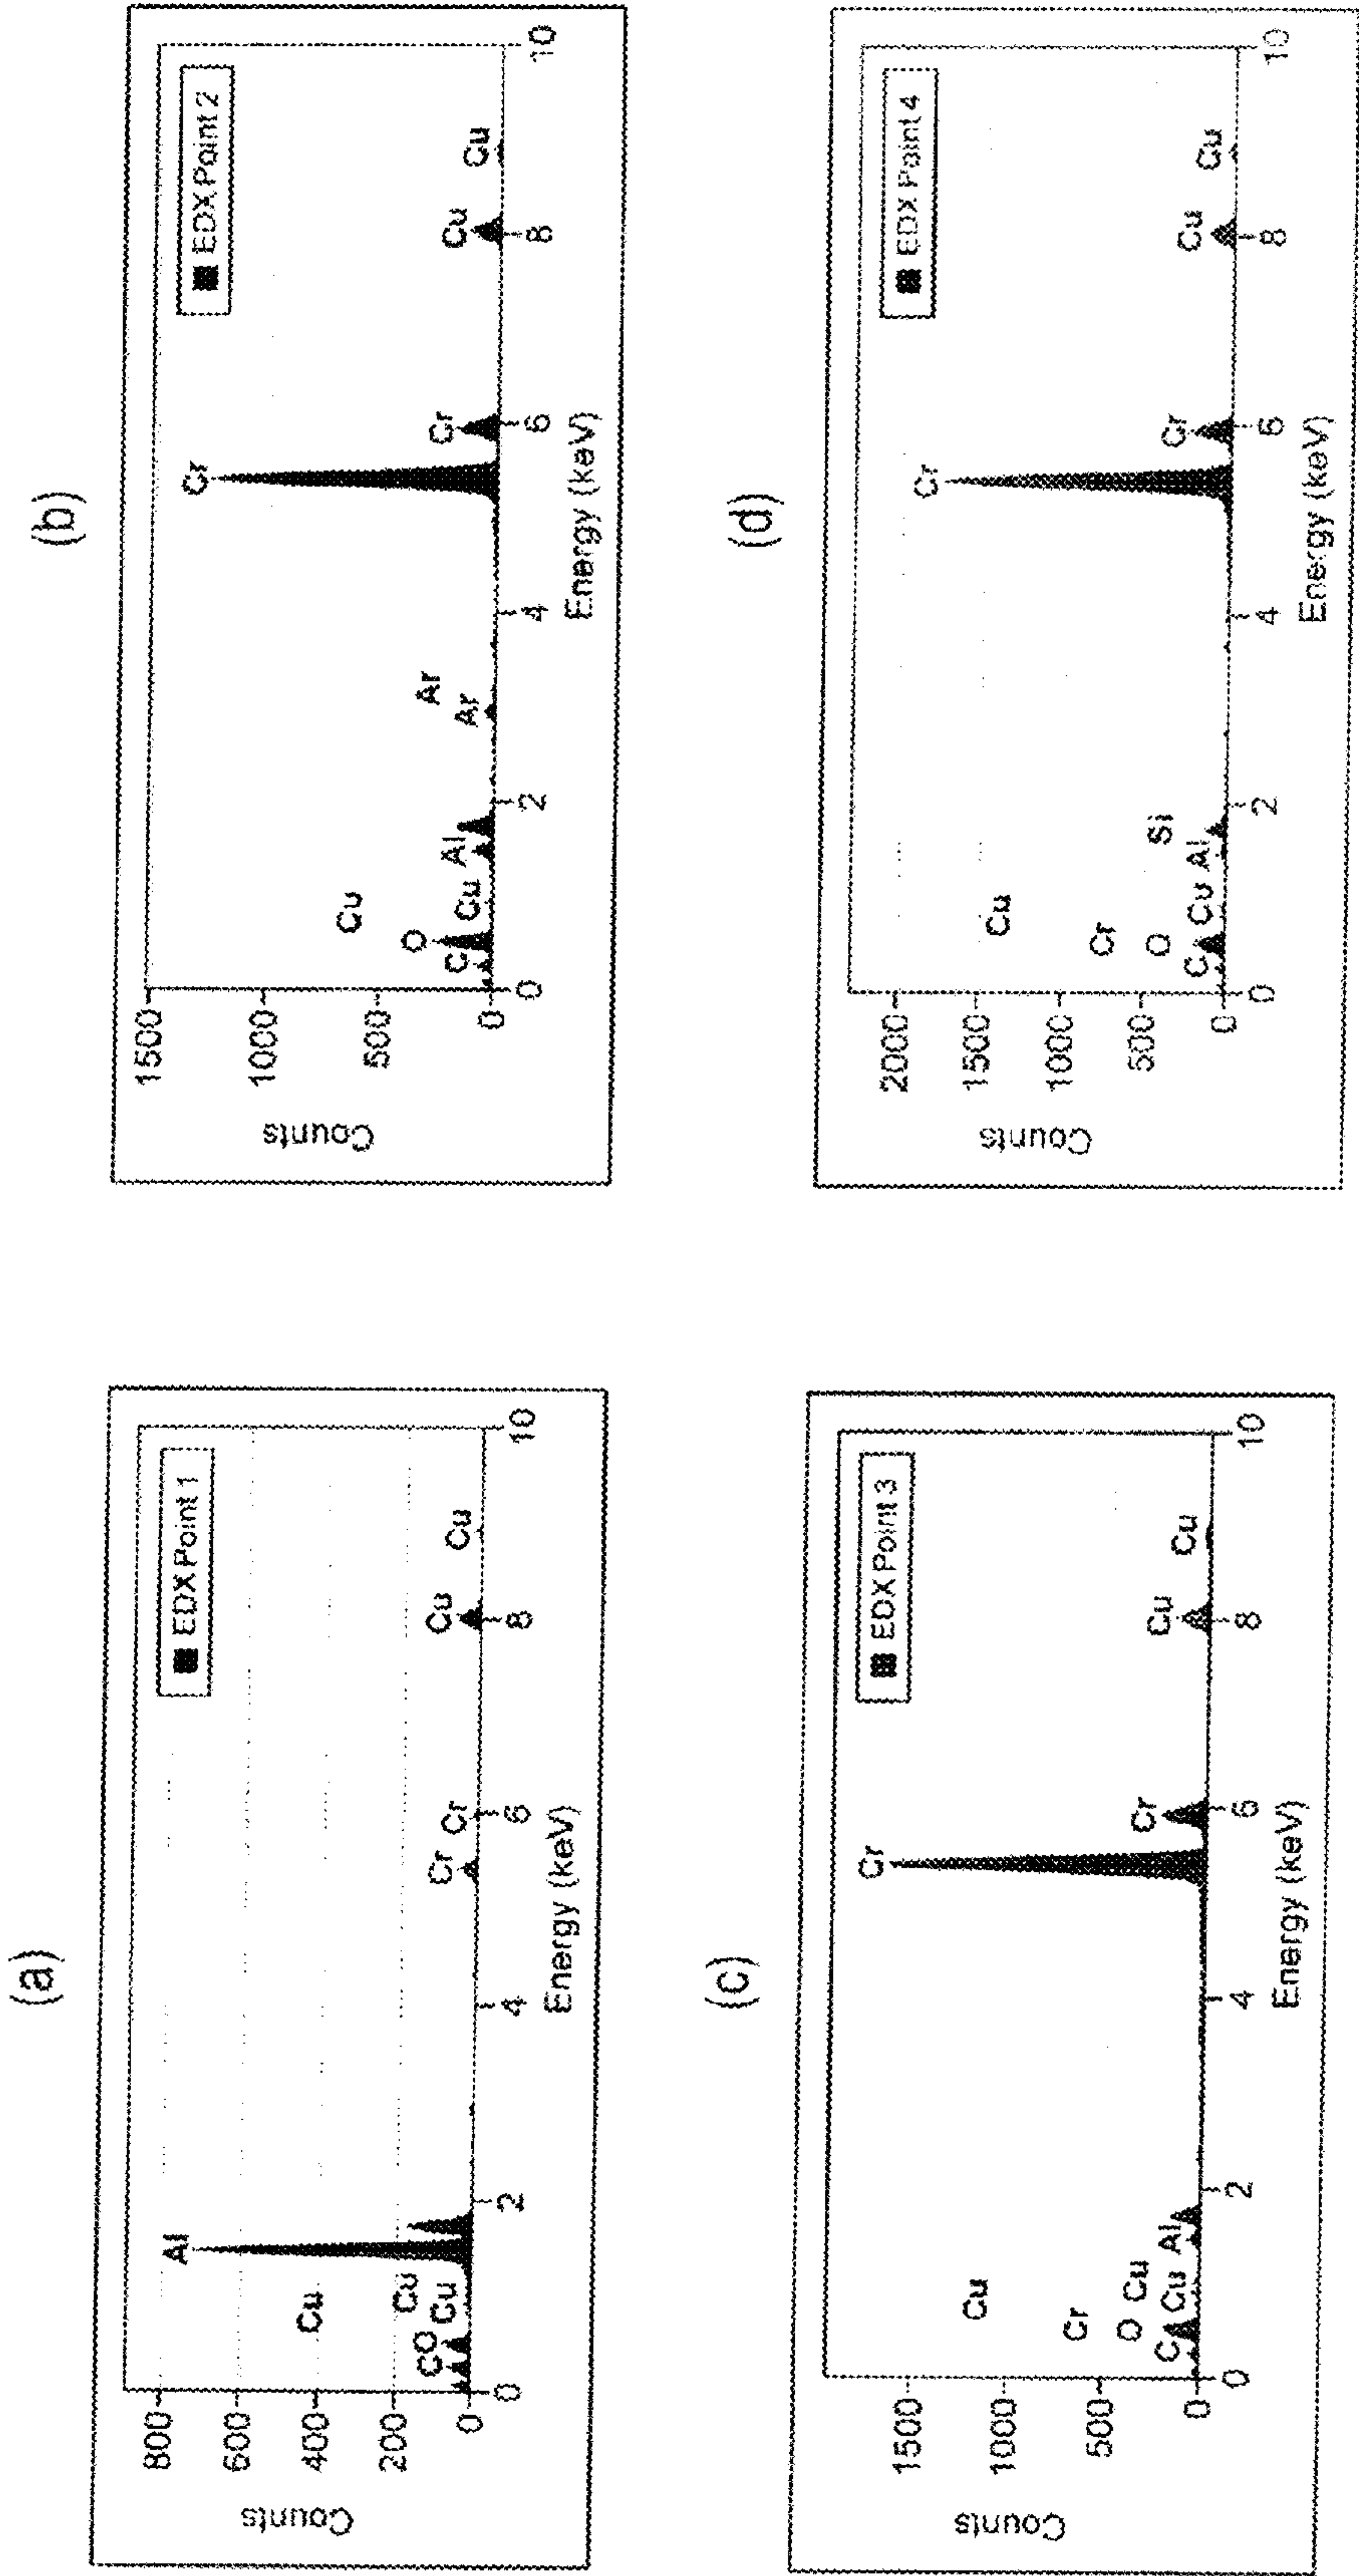 (a)
Counts
800
600
400
200
0
EDX Point 1
Al
Cu
Cu
Cu
C O
Cr
Cr
Cu
Cu
0 2 4 6 8 10
Energy (keV)
(b)
Counts
1500
1000
500
0
EDX Point 2
Cr
Cu
O
C
Cu
Al
Ar
Ar
Cr
Cu
Cu
0 2 4 6 8 10
Energy (keV)
(c)
Counts
1500
1000
500
0
EDX Point 3
Cr
Cu
Cr
O
Cu
C
Cu
Al
Cr
Cu
Cu
0 2 4 6 8 10
Energy (keV)
(d)
Counts
2000
1500
1000
500
0
EDX Point 4
Cr
Cu
Cr
O
Si
C
Cu
Al
Cr
Cu
Cu
0 2 4 6 8 10
Energy (keV)